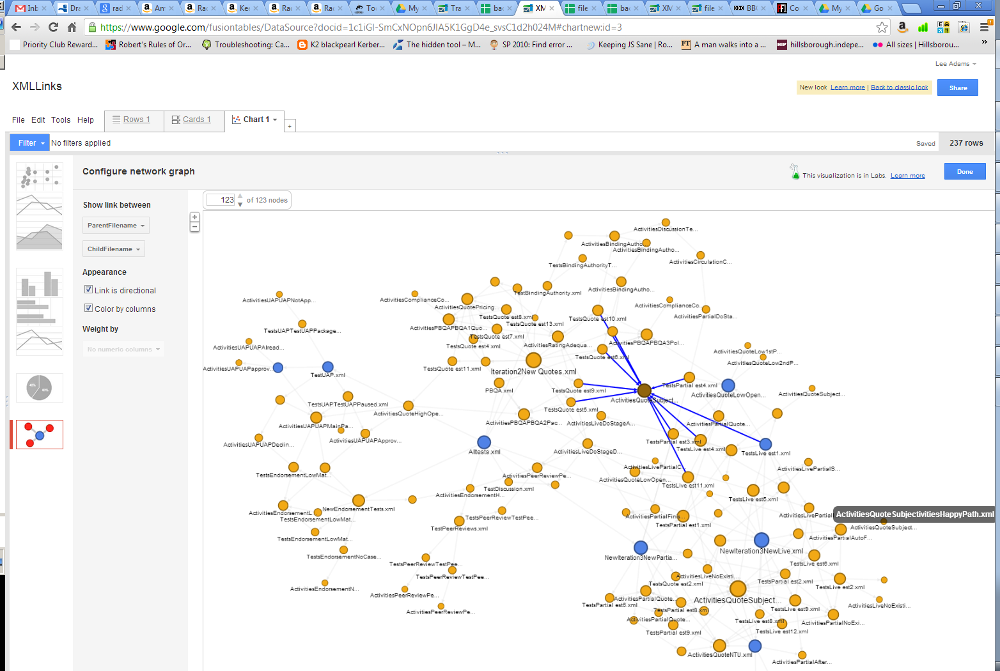 Inb
Dra
rad
Am
Rac
Kee
Rac
Rac
To
My
Tra
bac
XM
file
bac
XM
file
BBC BBC
Co
My
Go
https://www.google.com/fusiontables/DataSource?docid=1c1iGI-SmCxNOpn6JIA5K1GgD4e_svsC1d2h024M#chartnew:id=3
Priority Club Reward...
Robert's Rules of Or...
Troubleshooting: Ca...
K2 blackpearl Kerber...
The hidden tool – M...
SP 2010: Find error ...
Keeping JS Sane | Ro...
FT A man walks into a ...
HIP hillsborough.indepe...
All sizes | Hillsborou...
»
Lee Adams
XMLLinks
New look Learn more | Back to classic look
Share
File Edit Tools Help
Rows 1
Cards 1
Chart 1
+
Filter
No filters applied
Saved
237 rows
Configure network graph
This visualization is in Labs. Learn more
Done
Show link between
ParentFilename
ChildFilename
Appearance
Link is directional
Color by columns
Weight by
No numeric columns
40%
60%
123 of 123 nodes
+
−
ActivitiesDiscussionTe...
ActivitiesBindingAutho...
ActivitiesBindingAutho...
ActivitiesCirculationC...
TestsBindingAuthorityT...
ActivitiesBindingAutho...
TestBindingAuthority.xml
ActivitiesUAPUAPNotApp...
ActivitiesComplianceCo...
ActivitiesComplianceCo...
ActivitiesQuotePricing...
TestsQuote est8.xml
TestsQuote est10.xml
ActivitiesPartialDoSta...
TestsQuote est13.xml
ActivitiesPBQAPBQA1Quo...
TestsUAPTestUAPPackage...
TestsQuote est7.xml
ActivitiesRatingAdequa...
ActivitiesPBQAPBQA3Pol...
TestsQuote est4.xml
ActivitiesUAPUAPAlread...
ActivitiesQuoteLow1stP...
TestsQuote est6.xml
ActivitiesQuoteLow2ndP...
ActivitiesUAPUAPapprov...
TestUAP.xml
TestsQuote est11.xml
Iteration2New Quotes.xml
PBQA.xml
TestsQuote est9.xml
TestsPartial est4.xml
ActivitiesQuoteLowOpen...
ActivitiesQuoteSubject...
ActivitiesQuoteSubject...
TestsUAPTestUAPPaused.xml
TestsQuote est5.xml
ActivitiesQuoteHighOpe...
ActivitiesPBQAPBQA2Pac...
ActivitiesLiveDoStageA...
ActivitiesPartialQuote...
ActivitiesUAPUAPMainPa...
ActivitiesUAPUAPApprov...
ActivitiesUAPUAPDeclin...
TestsPartial est3.xml
TestsLive est4.xml
TestsLive est1.xml
Alltests.xml
ActivitiesLiveDoStageD...
ActivitiesLivePartialC...
ActivitiesLivePartialS...
TestsEndorsementLowMat...
ActivitiesPeerReviewPe...
ActivitiesQuoteLowOpen...
TestsLive est11.xml
TestDiscussion.xml
ActivitiesEndorsementH...
TestsLive est5.xml
NewEndorsementTests.xml
ActivitiesEndorsementL...
ActivitiesQuoteSubjectivitiesHappyPath.xml
ActivitiesPartialFinis...
ActivitiesLivePartial
TestsEndorsementLowMat...
TestsPeerReviewTestPee...
TestsPartial est1.xml
ActivitiesQuoteSubject...
TestPeerReviews.xml
TestsEndorsementLowMat...
ActivitiesPartialAutoF...
NewIteration3NewPartia...
NewIteration3NewLive.xml
TestsEndorsementNoCase...
TestsPeerReviewTestPee...
TestsLive est6.xml
TestsPeerReviewTestPee...
ActivitiesLiveNoExisti...
TestsQuote est2.xml
TestsPartial est2.xml
TestsLive est2.xml
ActivitiesEndorsementN...
ActivitiesPeerReviewPe...
ActivitiesPartialQuote...
ActivitiesQuoteSubject...
TestsPartial est6.xml
ActivitiesLiveNoExisti...
ActivitiesPeerReviewPe...
TestsPartial est8.xml
TestsLive est9.xml
ActivitiesPartialQuote...
TestsLive est8.xml
ActivitiesPartialNoExi...
TestsPartial est9.xml
TestsLive est12.xml
ActivitiesQuoteNTU.xml
ActivitiesPartialAfter...